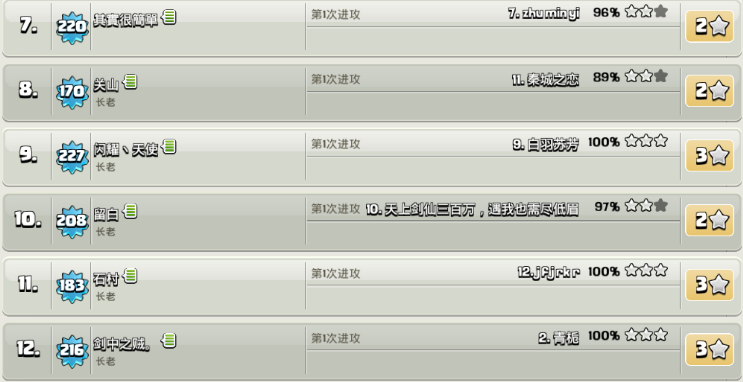 7. 220 其實很簡單 第1次进攻 7. zhu min yi 96% 2
8. 170 关山 第1次进攻 11. 秦城之恋 89% 2
长老
9. 227 闪耀丶天使 第1次进攻 9. 白羽苏芳 100% 3
长老
10. 208 留白 第1次进攻 10. 天上剑仙三百万，遇我也需尽低眉 97% 2
长老
11. 183 石村 第1次进攻 12.jfjrkr 100% 3
长老
12. 216 剑中之贼。 第1次进攻 2. 青栀 100% 3
长老